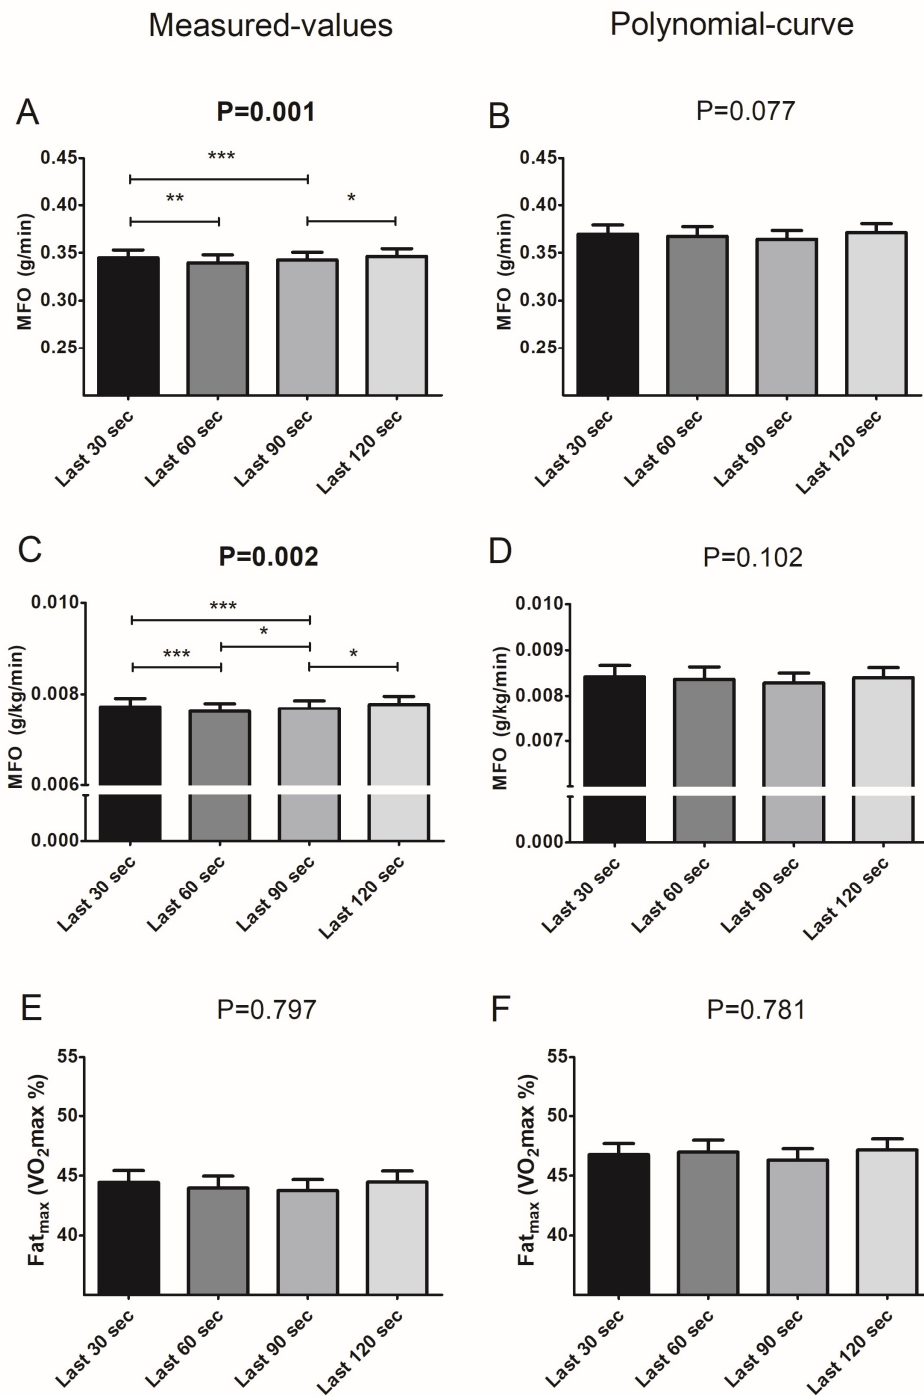 Measured-values
Polynomial-curve
A
P=0.001
MFO (g/min)
0.45
0.40
0.35
0.30
0.25
***
**
*
Last 30 sec
Last 60 sec
Last 90 sec
Last 120 sec
B
P=0.077
MFO (g/min)
0.45
0.40
0.35
0.30
0.25
Last 30 sec
Last 60 sec
Last 90 sec
Last 120 sec
C
P=0.002
MFO (g/kg/min)
0.010
0.008
0.006
0.000
***
*
***
*
Last 30 sec
Last 60 sec
Last 90 sec
Last 120 sec
D
P=0.102
MFO (g/kg/min)
0.010
0.009
0.008
0.007
0.000
Last 30 sec
Last 60 sec
Last 90 sec
Last 120 sec
E
P=0.797
Fatmax (VO2max %)
55
50
45
40
Last 30 sec
Last 60 sec
Last 90 sec
Last 120 sec
F
P=0.781
Fatmax (VO2max %)
55
50
45
40
Last 30 sec
Last 60 sec
Last 90 sec
Last 120 sec